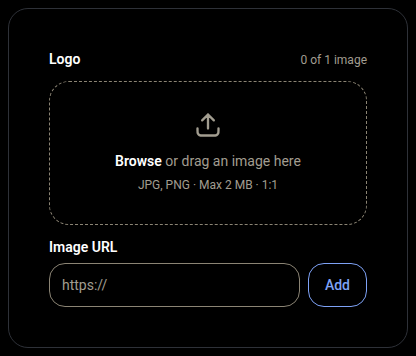 Logo
0 of 1 image
Browse or drag an image here
JPG, PNG · Max 2 MB · 1:1
Image URL
https://
Add